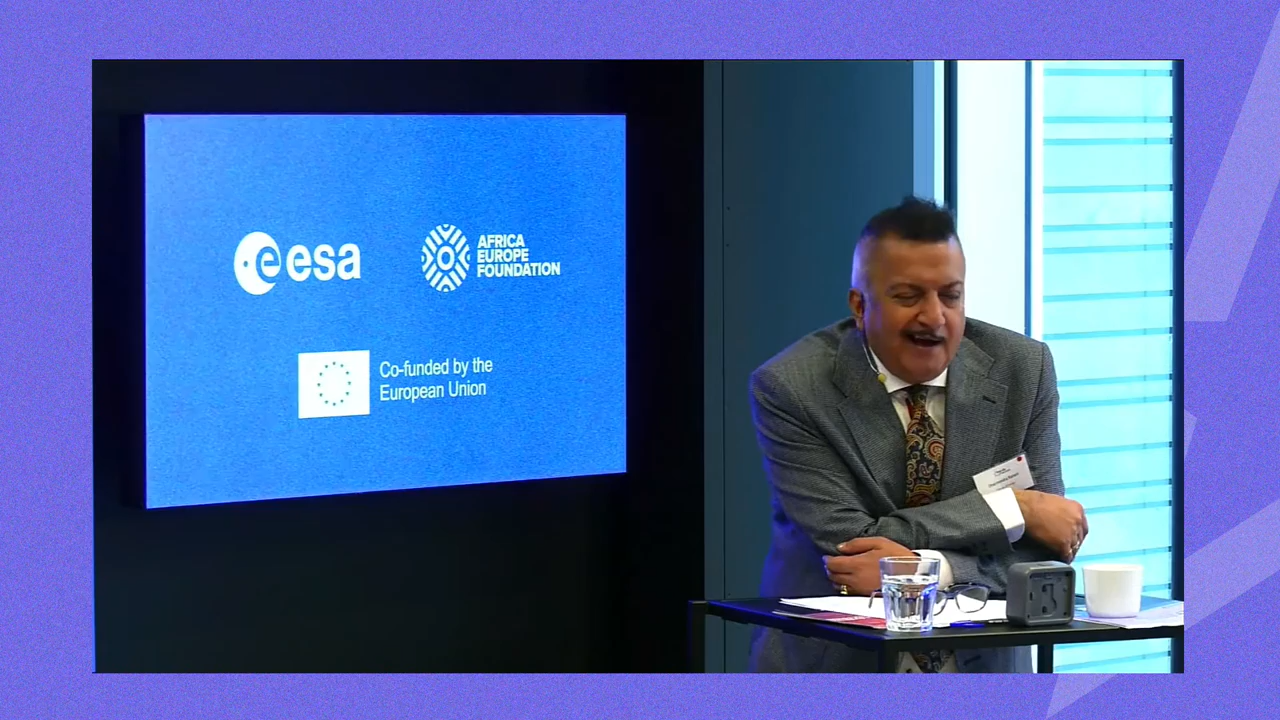 esa
AFRICA
EUROPE
FOUNDATION
Co-funded by the
European Union